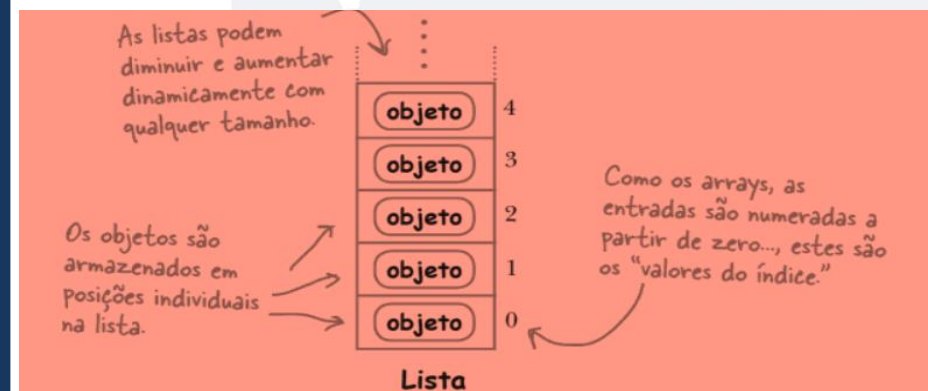 As listas podem
diminuir e aumentar
dinamicamente com
qualquer tamanho.
objeto 4
objeto 3
objeto 2
objeto 1
objeto 0
Os objetos são
armazenados em
posições individuais
na lista.
Como os arrays, as
entradas são numeradas a
partir de zero..., estes são
os "valores do índice."
Lista